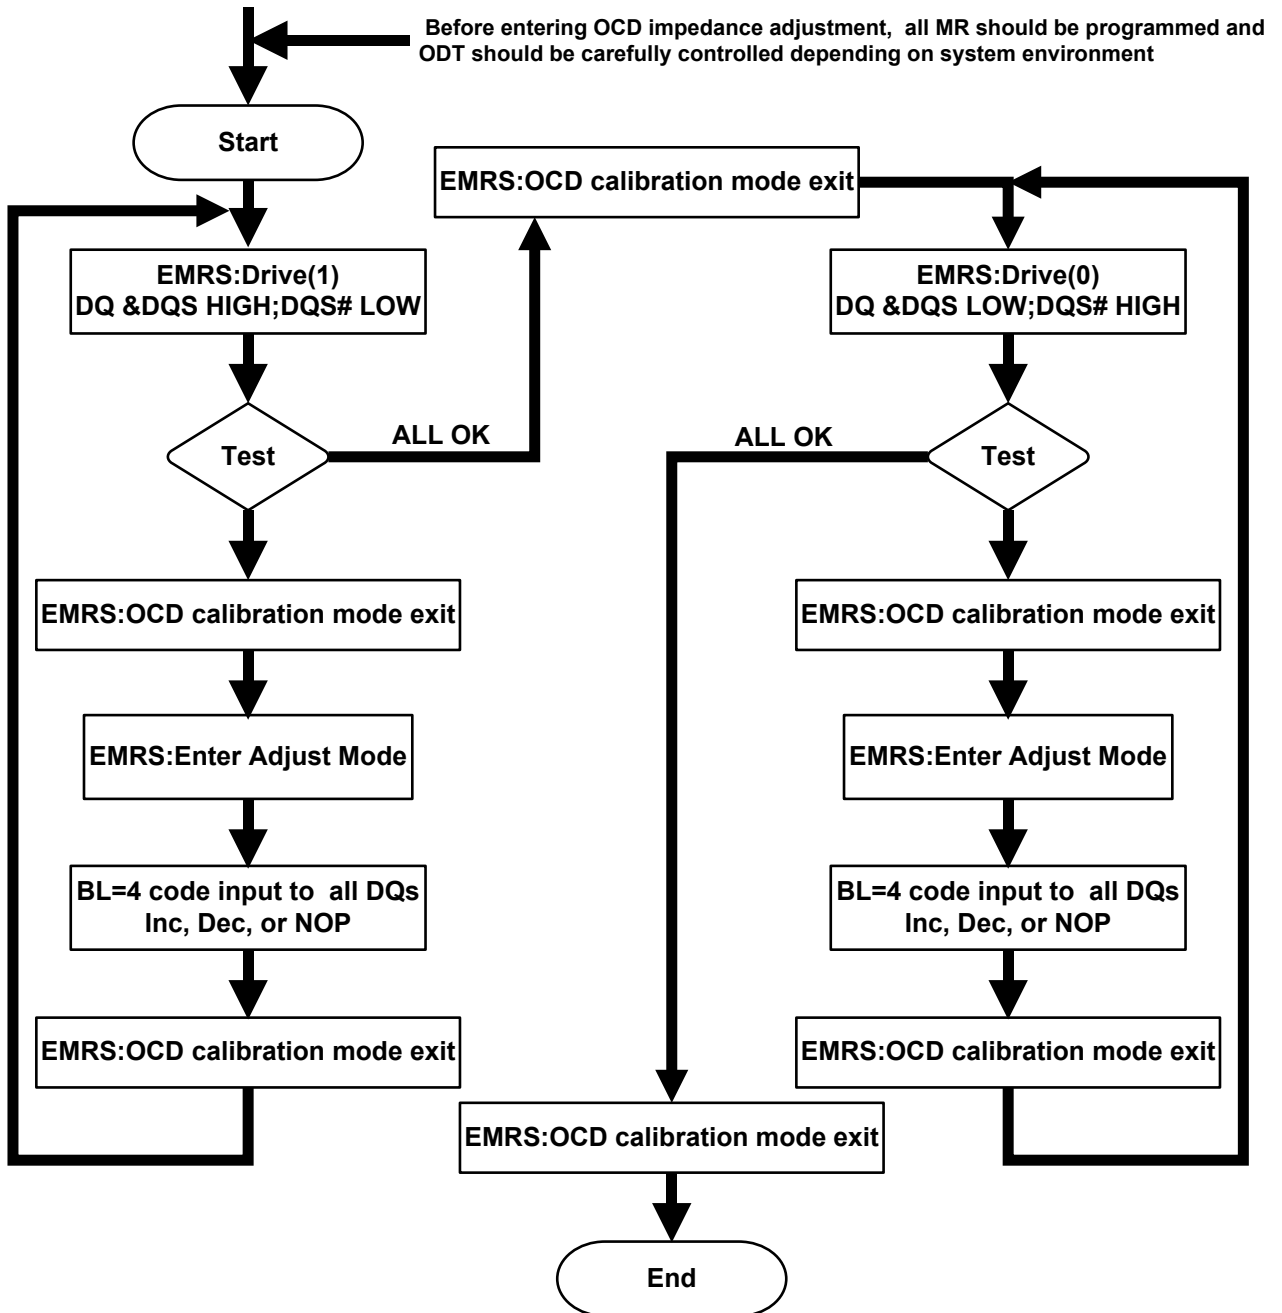 Before entering OCD impedance adjustment, all MR should be programmed and
ODT should be carefully controlled depending on system environment
Start
EMRS:OCD calibration mode exit
EMRS:Drive(1)
DQ &DQS HIGH;DQS# LOW
EMRS:Drive(0)
DQ &DQS LOW;DQS# HIGH
ALL OK
ALL OK
Test
Test
EMRS:OCD calibration mode exit
EMRS:OCD calibration mode exit
EMRS:Enter Adjust Mode
EMRS:Enter Adjust Mode
BL=4 code input to all DQs
Inc, Dec, or NOP
BL=4 code input to all DQs
Inc, Dec, or NOP
EMRS:OCD calibration mode exit
EMRS:OCD calibration mode exit
EMRS:OCD calibration mode exit
End